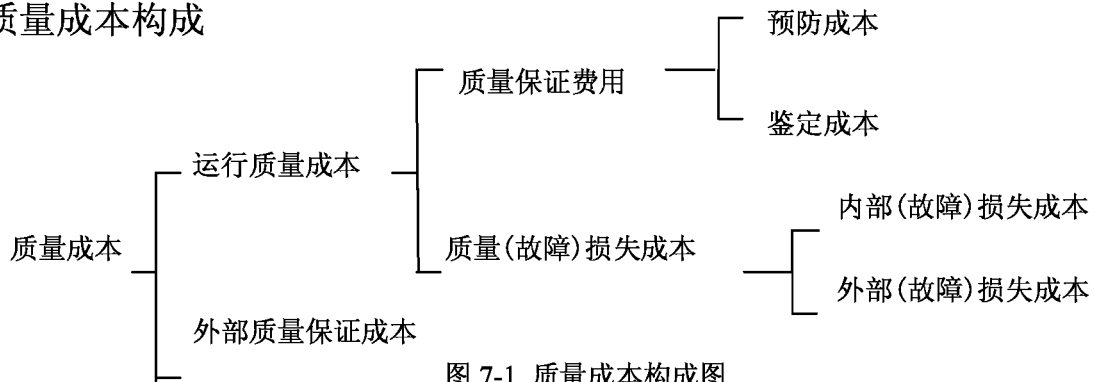 质量成本构成
预防成本
质量保证费用
鉴定成本
运行质量成本
内部(故障)损失成本
质量成本
质量(故障)损失成本
外部(故障)损失成本
外部质量保证成本
图 7-1 质量成本构成图